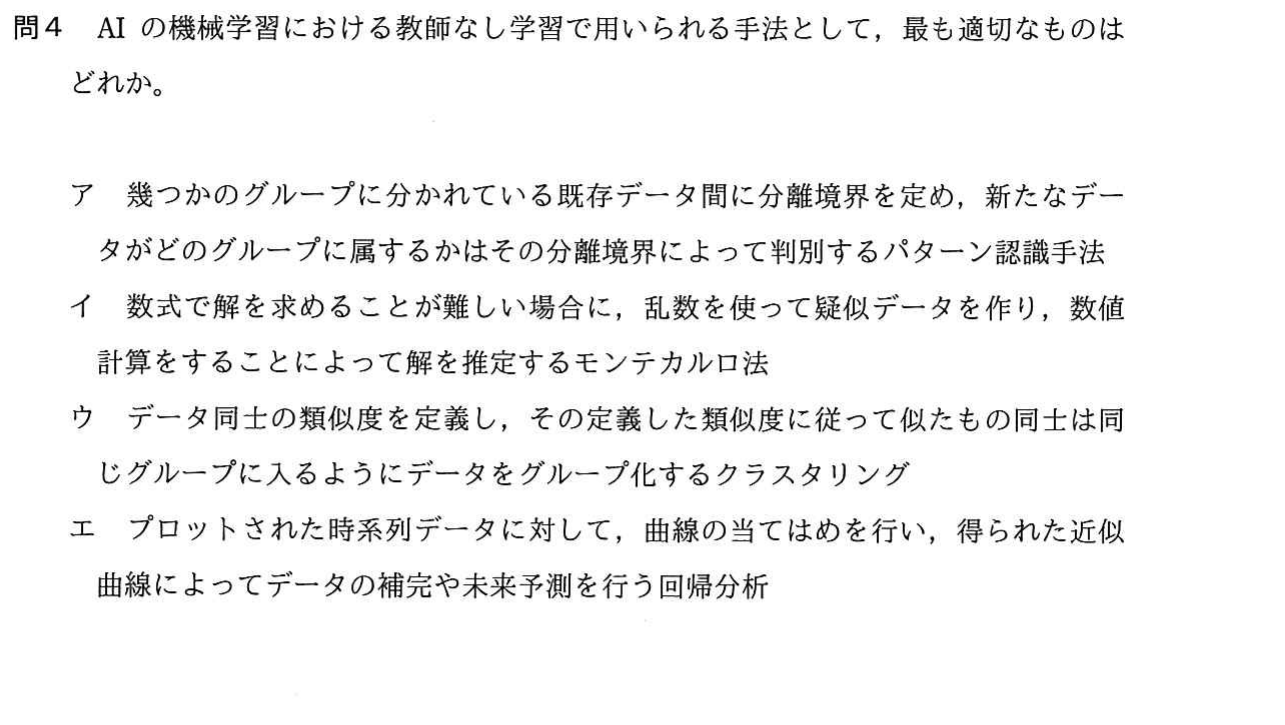 問４　AI の機械学習における教師なし学習で用いられる手法として，最も適切なものは
どれか。
ア　幾つかのグループに分かれている既存データ間に分離境界を定め，新たなデー
タがどのグループに属するかはその分離境界によって判別するパターン認識手法
イ　数式で解を求めることが難しい場合に，乱数を使って疑似データを作り，数値
計算をすることによって解を推定するモンテカルロ法
ウ　データ同士の類似度を定義し，その定義した類似度に従って似たもの同士は同
じグループに入るようにデータをグループ化するクラスタリング
エ　プロットされた時系列データに対して，曲線の当てはめを行い，得られた近似
曲線によってデータの補完や未来予測を行う回帰分析